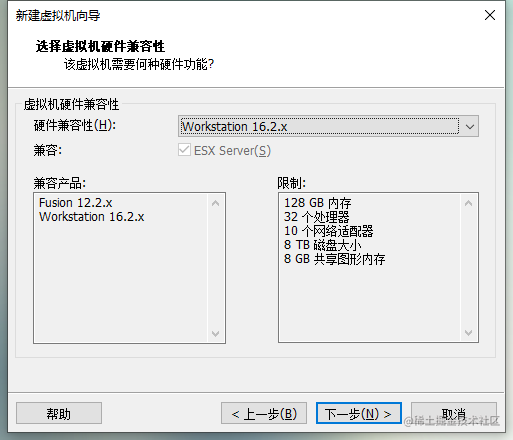 新建虚拟机向导
选择虚拟机硬件兼容性
该虚拟机需要何种硬件功能?
虚拟机硬件兼容性
硬件兼容性(H):
Workstation 16.2.x
兼容:
ESX Server(S)
兼容产品:
Fusion 12.2.x
Workstation 16.2.x
限制:
128 GB 内存
32 个处理器
10 个网络适配器
8 TB 磁盘大小
8 GB 共享图形内存
帮助
< 上一步(B)
下一步(N) >
取消
@稀土掘金技术社区